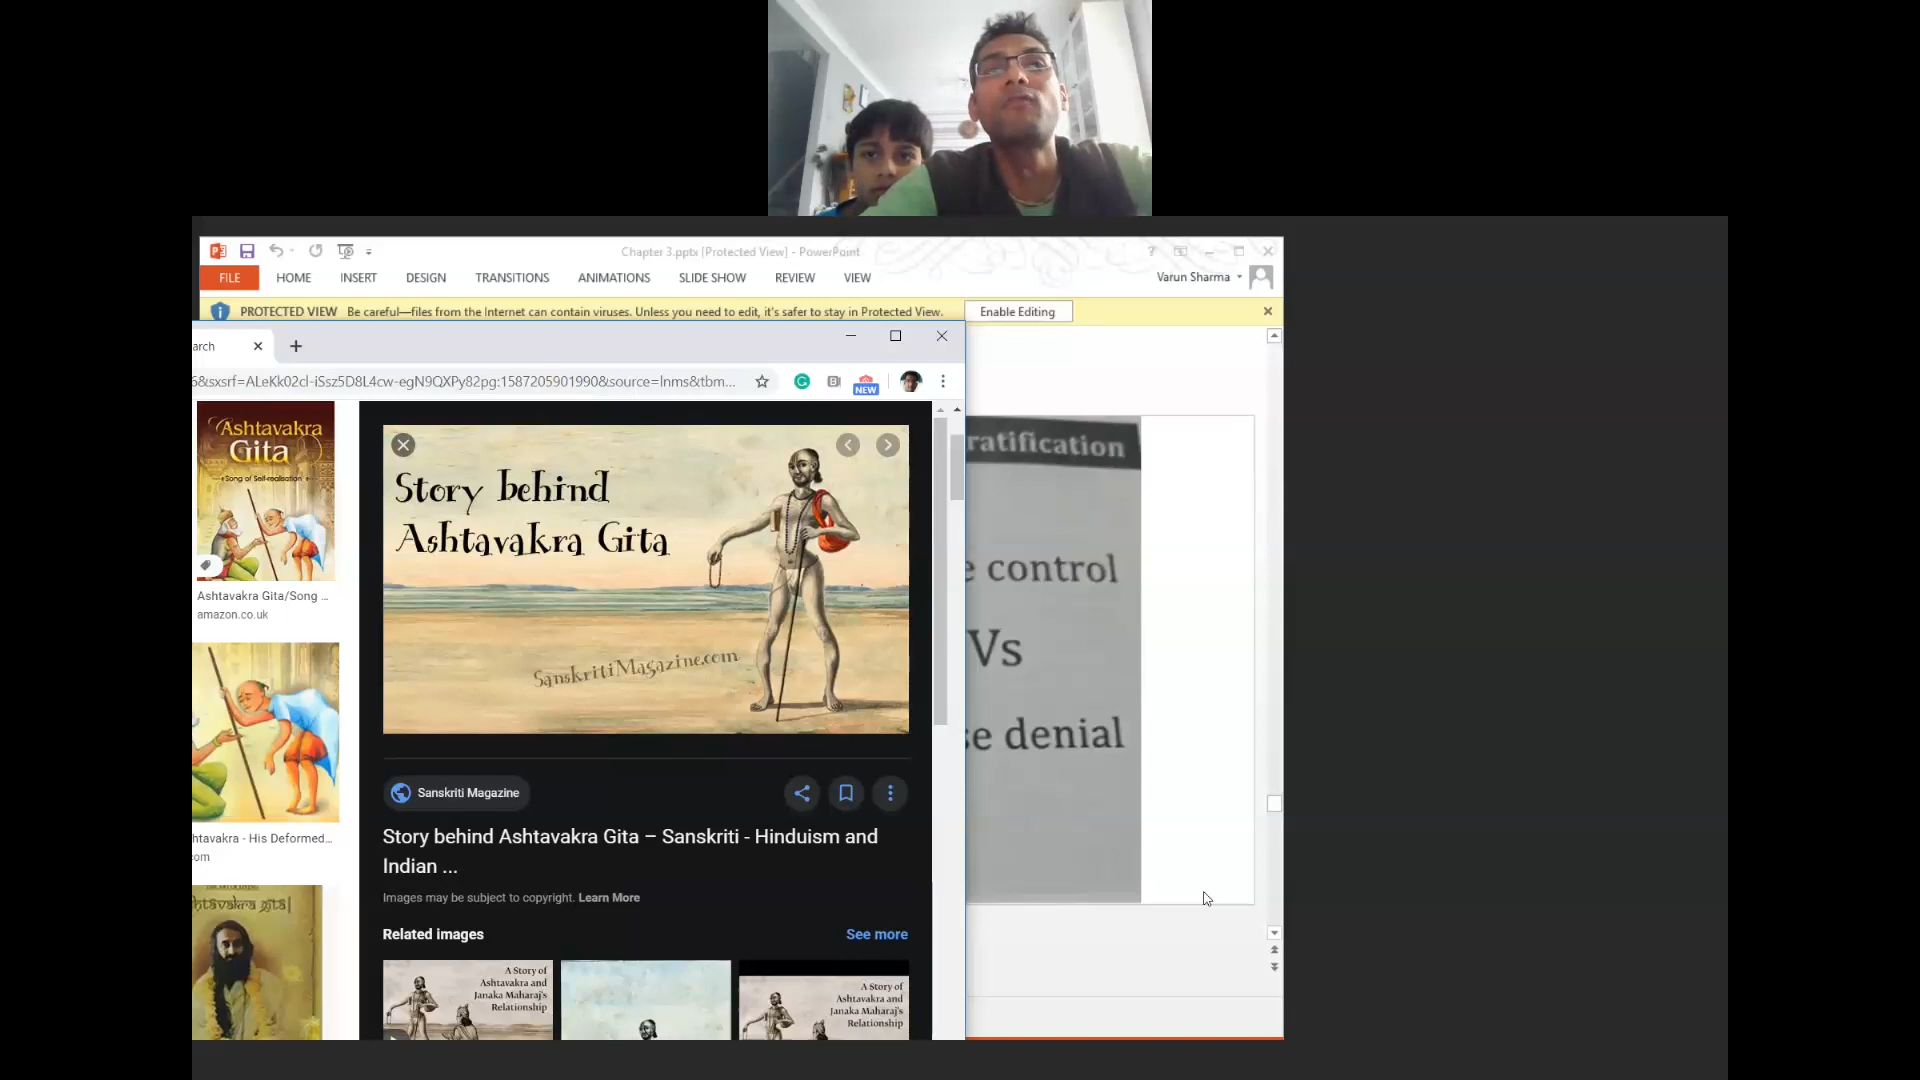 Chapter 3.pptx [Protected View] - PowerPoint
FILE HOME INSERT DESIGN TRANSITIONS ANIMATIONS SLIDE SHOW REVIEW VIEW
Varun Sharma
PROTECTED VIEW Be careful—files from the Internet can contain viruses. Unless you need to edit, it's safer to stay in Protected View.
Enable Editing
arch
6&sxsrf=ALeKk02cl-iSsz5D8L4cw-egN9QXPy82pg:1587205901990&source=lnms&tbm...
NEW
Ashtavakra
Gita
Song of Self-realisation
Ashtavakra Gita/Song ...
amazon.co.uk
htavakra - His Deformed...
com
Story behind
Ashtavakra Gita
SanskritiMagazine.com
Sanskriti Magazine
Story behind Ashtavakra Gita – Sanskriti - Hinduism and
Indian ...
Images may be subject to copyright. Learn More
Related images
See more
A Story of
Ashtavakra and
Janaka Maharaj's
Relationship
A Story of
Ashtavakra and
Janaka Maharaj's
Relationship
ratification
e control
Vs
se denial